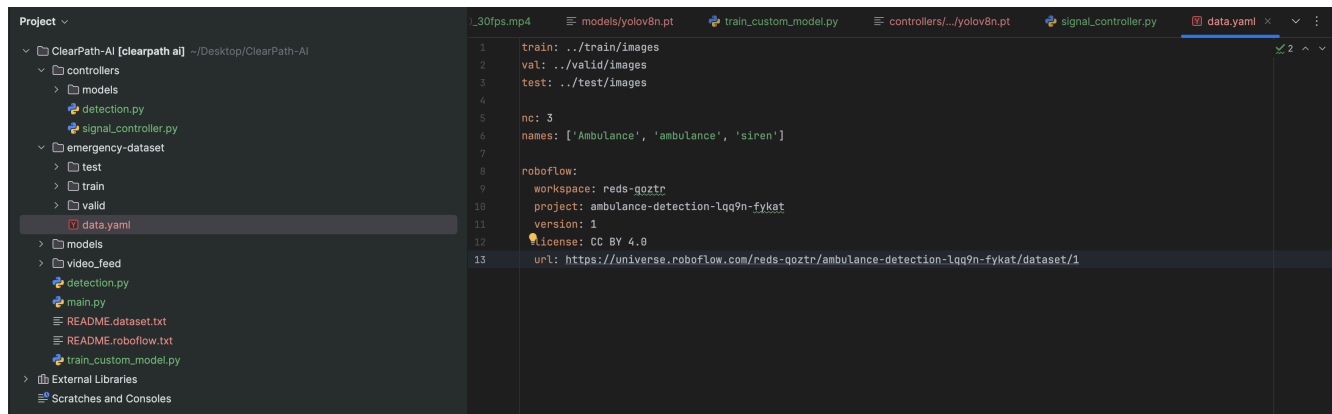 Project
ClearPath-AI [clearpath ai] ~/Desktop/ClearPath-AI
controllers
models
detection.py
signal_controller.py
emergency-dataset
test
train
valid
data.yaml
models
video_feed
detection.py
main.py
README.dataset.txt
README.roboflow.txt
train_custom_model.py
External Libraries
Scratches and Consoles
_30fps.mp4 models/yolov8n.pt train_custom_model.py controllers/.../yolov8n.pt signal_controller.py data.yaml
2
1 train: ../train/images
2 val: ../valid/images
3 test: ../test/images
4
5 nc: 3
6 names: ['Ambulance', 'ambulance', 'siren']
7
8 roboflow:
9 workspace: reds-qoztr
10 project: ambulance-detection-lqq9n-fykat
11 version: 1
12 license: CC BY 4.0
13 url: https://universe.roboflow.com/reds-qoztr/ambulance-detection-lqq9n-fykat/dataset/1